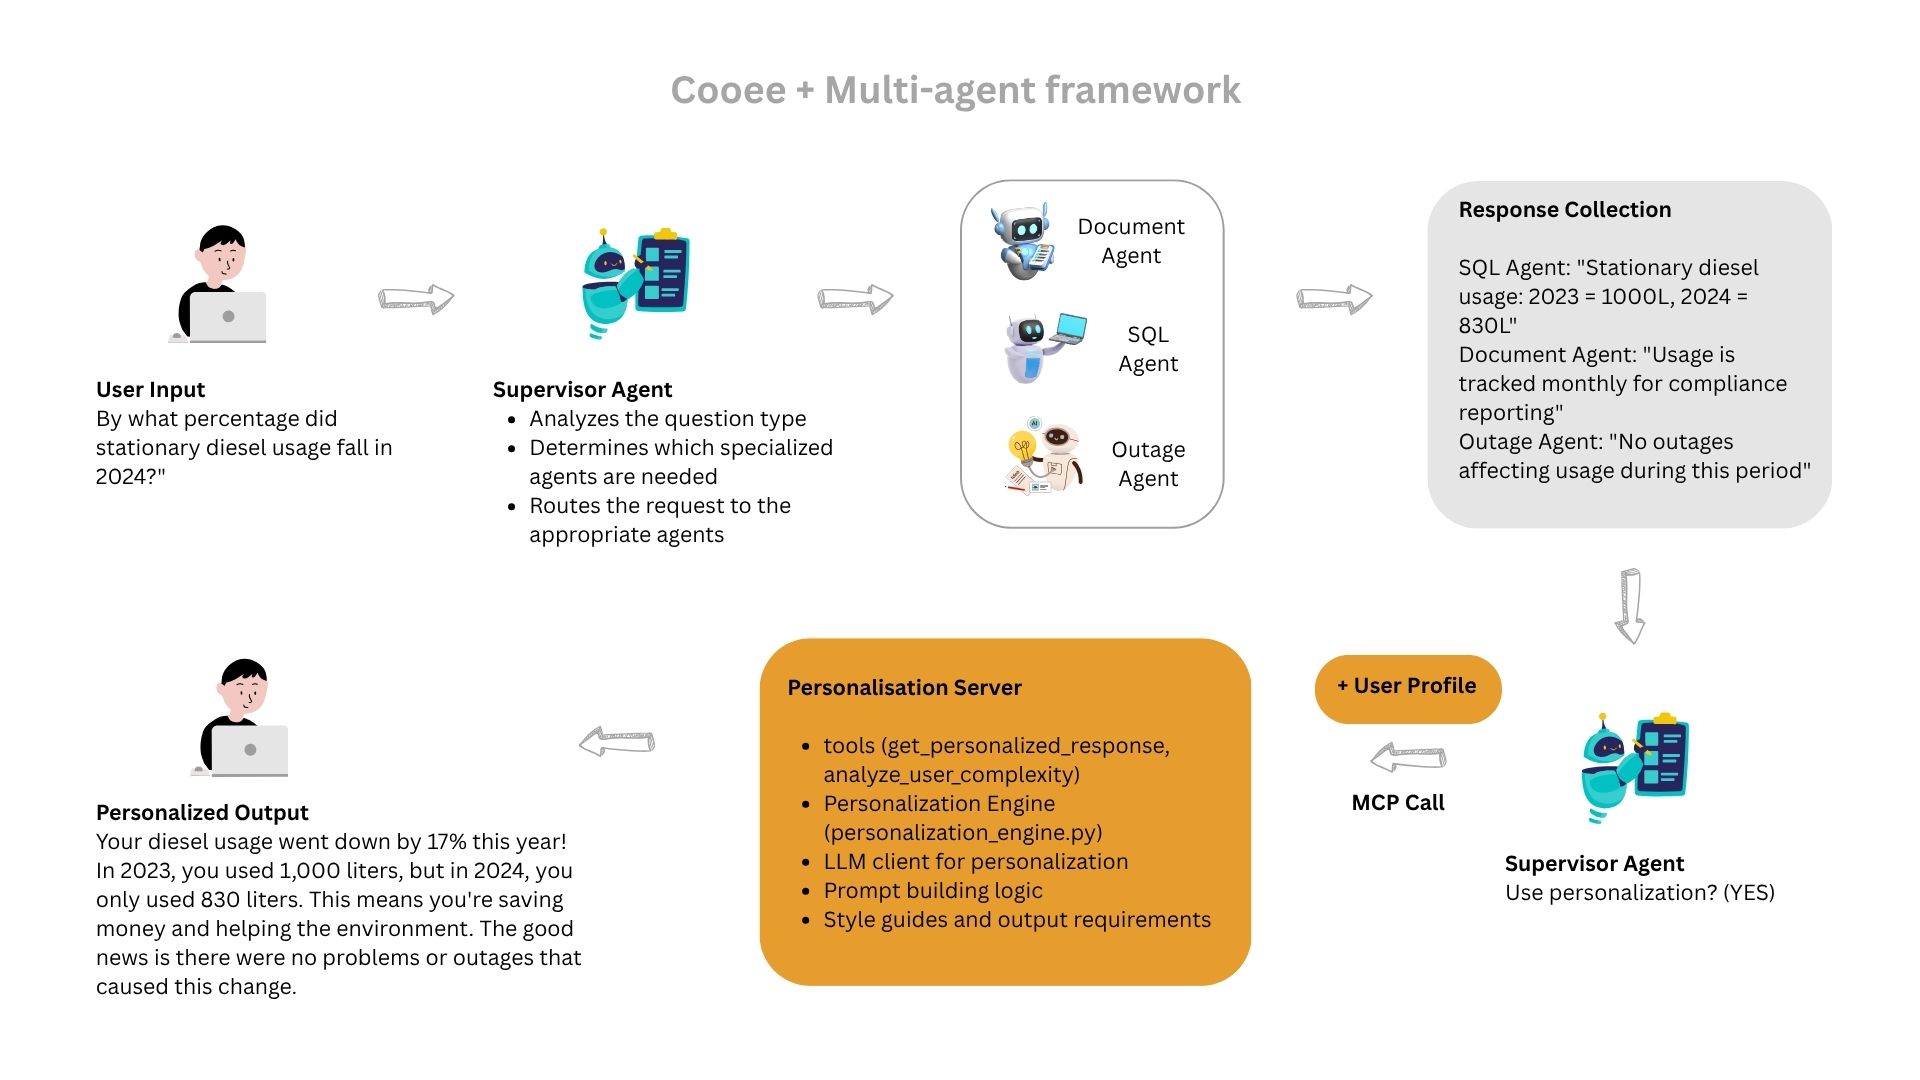 Cooee + Multi-agent framework
User Input
By what percentage did
stationary diesel usage fall in
2024?"
Supervisor Agent
• Analyzes the question type
• Determines which specialized
agents are needed
• Routes the request to the
appropriate agents
Document
Agent
SQL
Agent
AI
Outage
Agent
Response Collection
SQL Agent: "Stationary diesel
usage: 2023 = 1000L, 2024 =
830L"
Document Agent: "Usage is
tracked monthly for compliance
reporting"
Outage Agent: "No outages
affecting usage during this period"
+ User Profile
MCP Call
Supervisor Agent
Use personalization? (YES)
Personalisation Server
• tools (get_personalized_response,
analyze_user_complexity)
• Personalization Engine
(personalization_engine.py)
• LLM client for personalization
• Prompt building logic
• Style guides and output requirements
Personalized Output
Your diesel usage went down by 17% this year!
In 2023, you used 1,000 liters, but in 2024, you
only used 830 liters. This means you're saving
money and helping the environment. The good
news is there were no problems or outages that
caused this change.